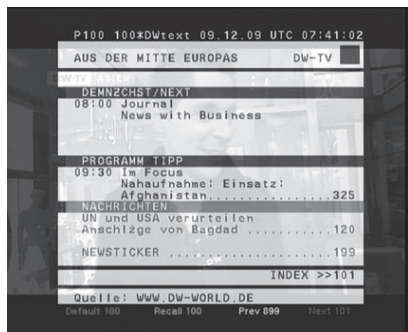 P100 100*DWtext 09.12.09 UTC 07:41:02
AUS DER MITTE EUROPAS DW-TV
DW-TV ASIEN
DEMNZCHST/NEXT
08:00 Journal
News with Business
PROGRAMM TIPP
09:30 Im Focus
Nahaufnahme: Einsatz:
Afghanistan..................325
NACHRICHTEN
UN und USA verurteilen
Anschlžge von Bagdad ...........120
NEWSTICKER ....................199
INDEX >>101
Quelle: WWW.DW-WORLD.DE
Default 100 Recall 100 Prev 899 Next 101